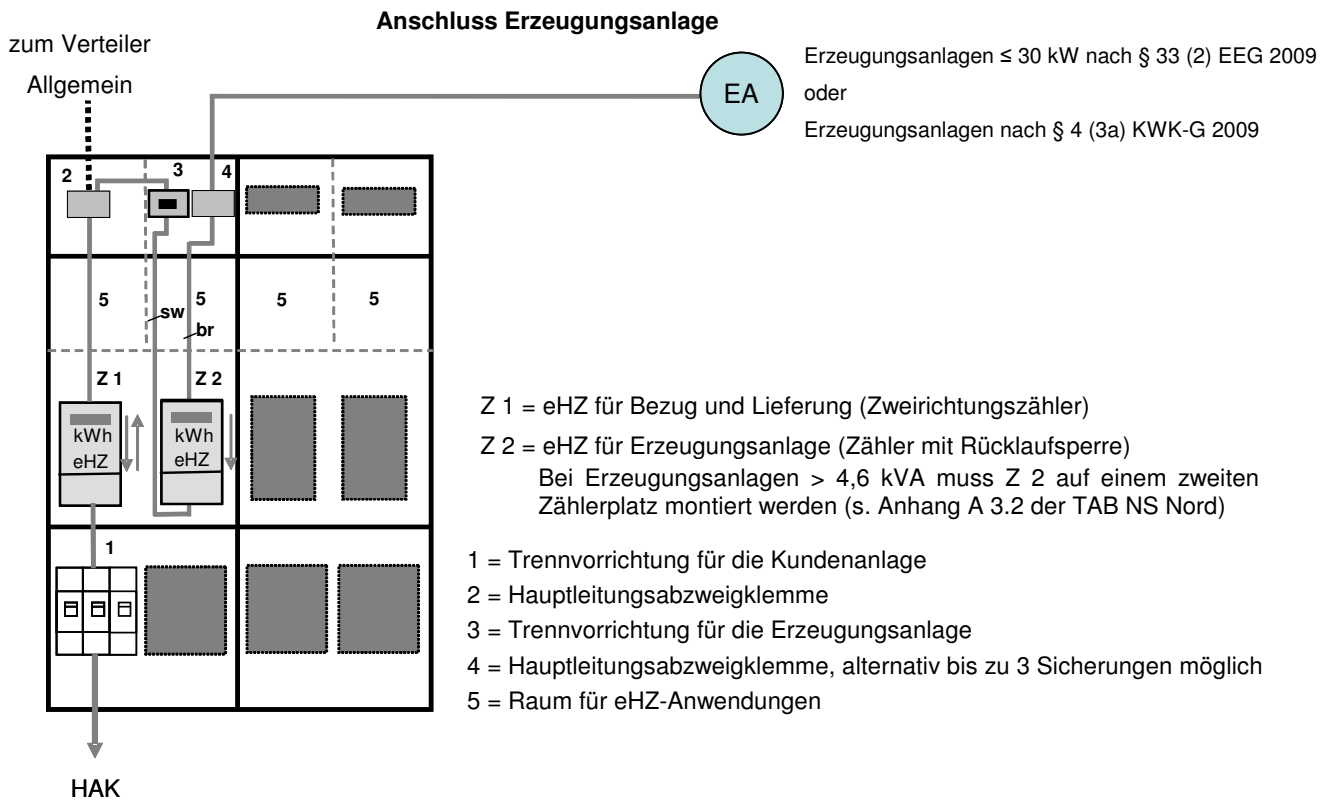 Anschluss Erzeugungsanlage
zum Verteiler
Allgemein
EA
Erzeugungsanlagen ≤ 30 kW nach § 33 (2) EEG 2009
oder
Erzeugungsanlagen nach § 4 (3a) KWK-G 2009
2
3
4
5
sw
5
br
5
5
Z 1
Z 2
kWh
eHZ
kWh
eHZ
Z 1 = eHZ für Bezug und Lieferung (Zweirichtungszähler)
Z 2 = eHZ für Erzeugungsanlage (Zähler mit Rücklaufsperre)
Bei Erzeugungsanlagen > 4,6 kVA muss Z 2 auf einem zweiten
Zählerplatz montiert werden (s. Anhang A 3.2 der TAB NS Nord)
1
1 = Trennvorrichtung für die Kundenanlage
2 = Hauptleitungsabzweigklemme
3 = Trennvorrichtung für die Erzeugungsanlage
4 = Hauptleitungsabzweigklemme, alternativ bis zu 3 Sicherungen möglich
5 = Raum für eHZ-Anwendungen
HAK